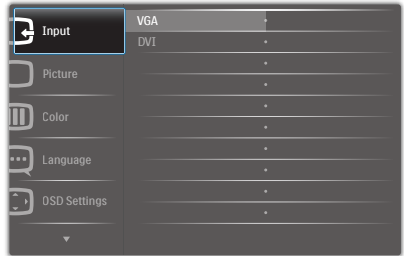 Input
VGA
DVI
Picture
Color
Language
OSD Settings